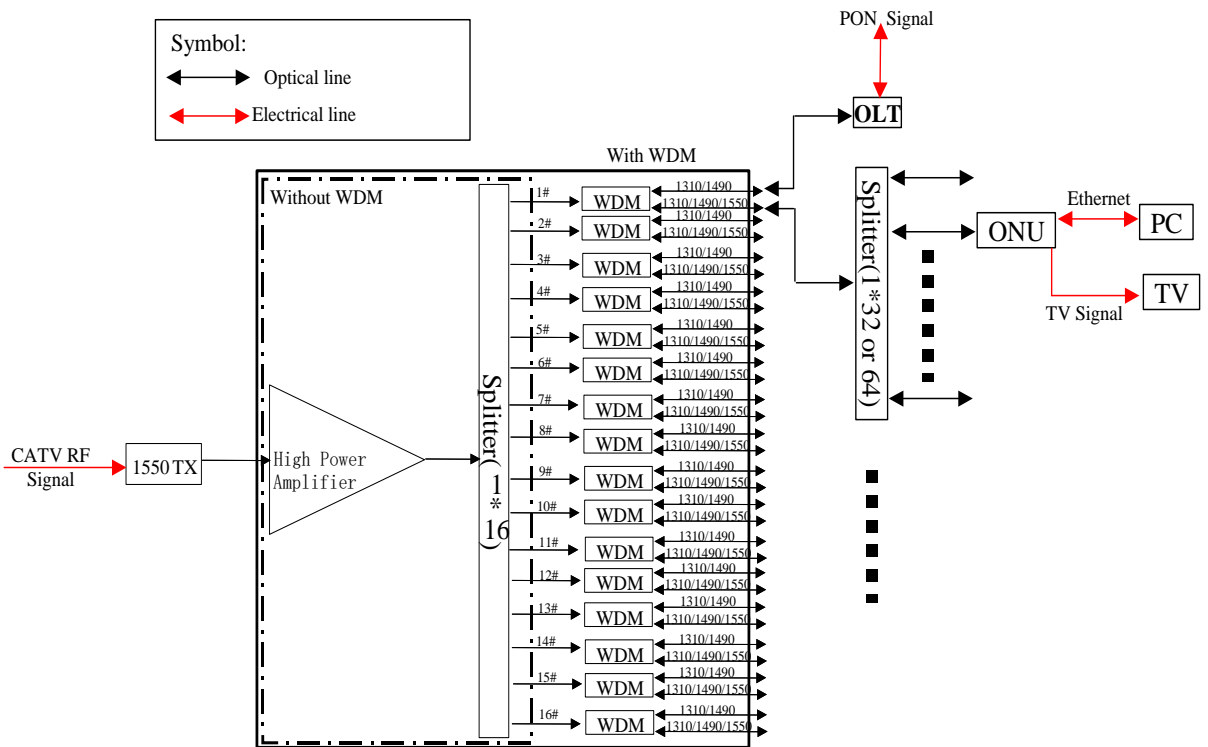 PON Signal
Symbol:
Optical line
Electrical line
OLT
With WDM
Without WDM
1#
WDM
1310/1490
1310/1490/1550
2#
WDM
1310/1490
1310/1490/1550
3#
WDM
1310/1490
1310/1490/1550
4#
WDM
1310/1490
1310/1490/1550
5#
WDM
1310/1490
1310/1490/1550
6#
WDM
1310/1490
1310/1490/1550
7#
WDM
1310/1490
1310/1490/1550
8#
WDM
1310/1490
1310/1490/1550
9#
WDM
1310/1490
1310/1490/1550
10#
WDM
1310/1490
1310/1490/1550
11#
WDM
1310/1490
1310/1490/1550
12#
WDM
1310/1490
1310/1490/1550
13#
WDM
1310/1490
1310/1490/1550
14#
WDM
1310/1490
1310/1490/1550
15#
WDM
1310/1490
1310/1490/1550
16#
WDM
1310/1490
1310/1490/1550
Splitter(1*16)
High Power
Amplifier
CATV RF
Signal
1550 TX
Splitter(1*32 or 64)
ONU
Ethernet
PC
TV Signal
TV